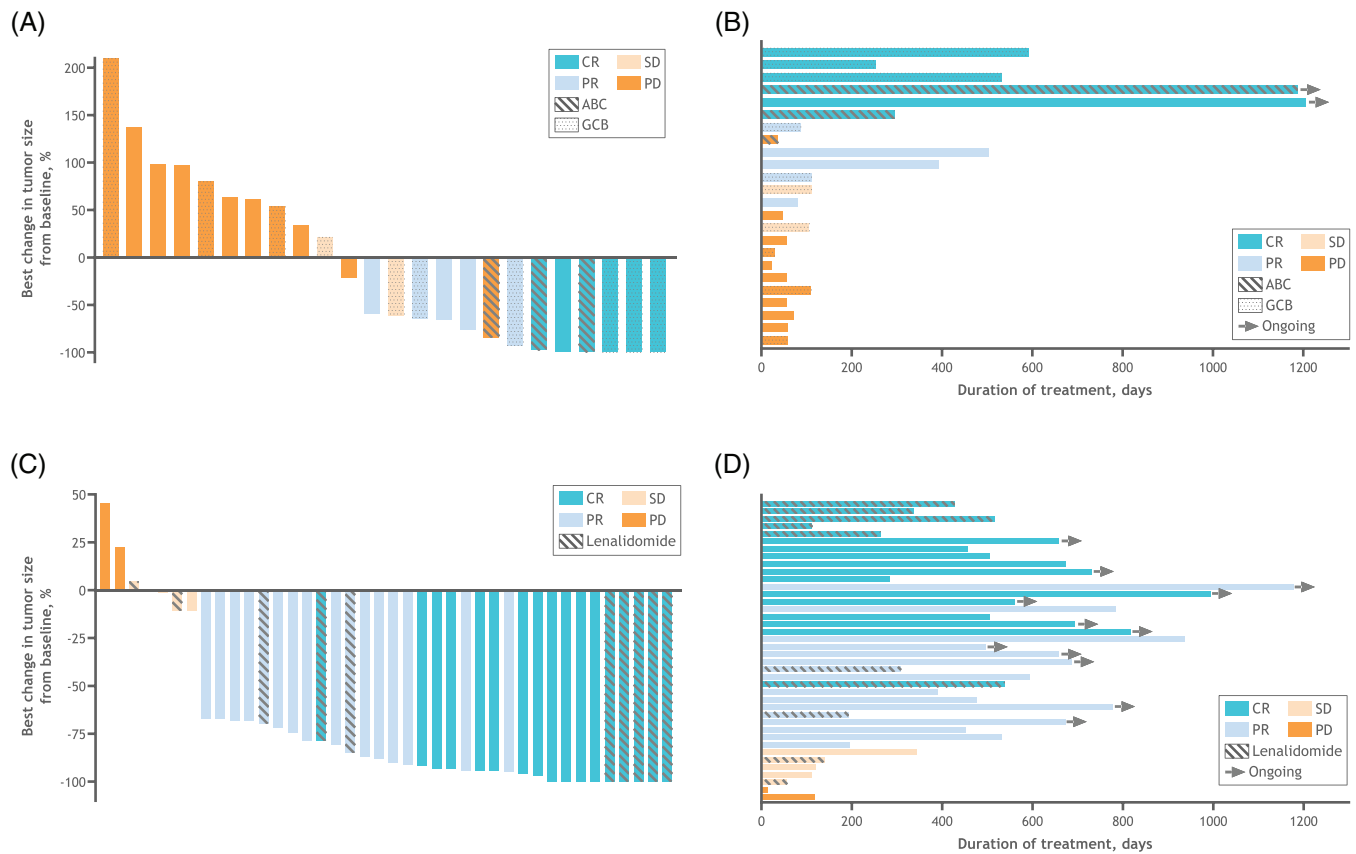 (A)
Best change in tumor size
from baseline, %
200
150
100
50
0
-50
-100
CR SD
PR PD
ABC
GCB
(B)
CR SD
PR PD
ABC
GCB
Ongoing
0 200 400 600 800 1000 1200
Duration of treatment, days
(C)
Best change in tumor size
from baseline, %
50
25
0
-25
-50
-75
-100
CR SD
PR PD
Lenalidomide
(D)
CR SD
PR PD
Lenalidomide
Ongoing
0 200 400 600 800 1000 1200
Duration of treatment, days